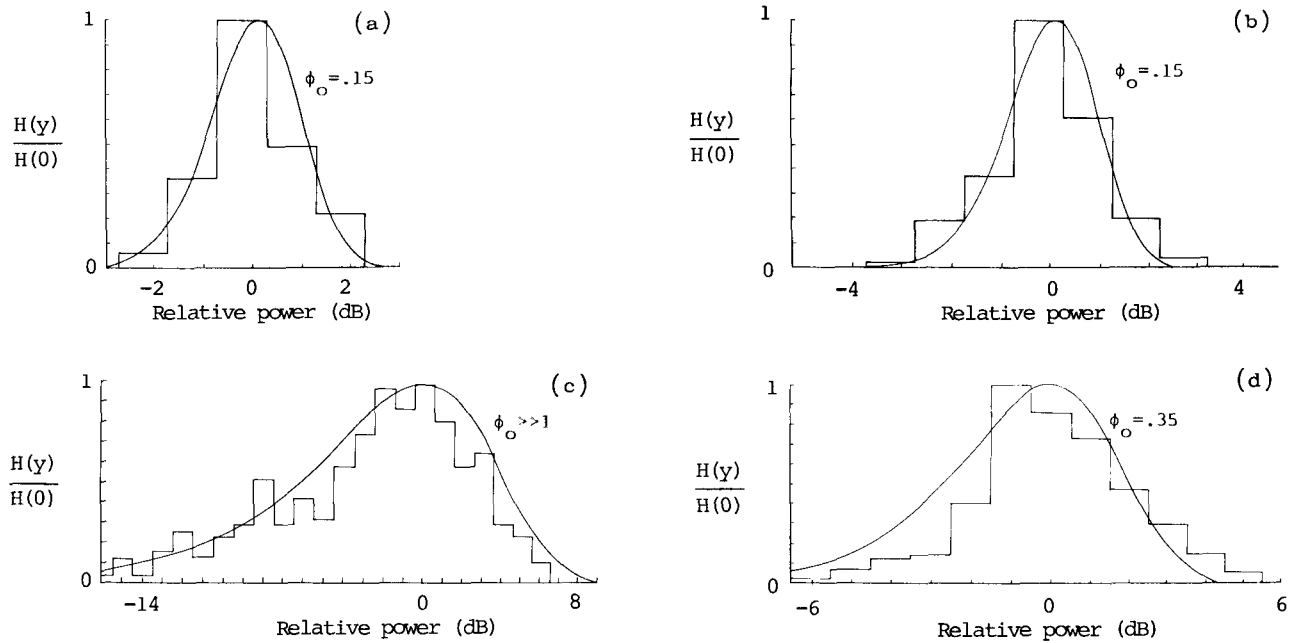 (a)
1
ϕo=.15
H(y)
H(0)
0
-2 0 2
Relative power (dB)
(b)
1
ϕo=.15
H(y)
H(0)
0
-4 0 4
Relative power (dB)
(c)
1
ϕo>>1
H(y)
H(0)
0
-14 0 8
Relative power (dB)
(d)
1
ϕo=.35
H(y)
H(0)
0
-6 0 6
Relative power (dB)